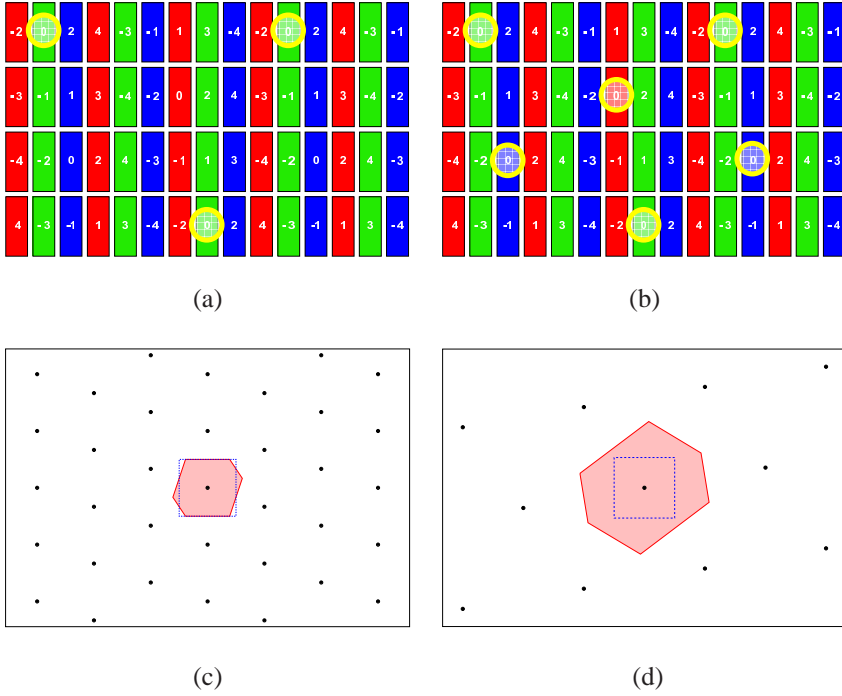 -2 0 2 4 -3 -1 1 3 -4 -2 0 2 4 -3 -1
-3 -1 1 3 -4 -2 0 2 4 -3 -1 1 3 -4 -2
-4 -2 0 2 4 -3 -1 1 3 -4 -2 0 2 4 -3
4 -3 -1 1 3 -4 -2 0 2 4 -3 -1 1 3 -4
(a)
-2 0 2 4 -3 -1 1 3 -4 -2 0 2 4 -3 -1
-3 -1 1 3 -4 -2 0 2 4 -3 -1 1 3 -4 -2
-4 -2 0 2 4 -3 -1 1 3 -4 -2 0 2 4 -3
4 -3 -1 1 3 -4 -2 0 2 4 -3 -1 1 3 -4
(b)
(c)
(d)